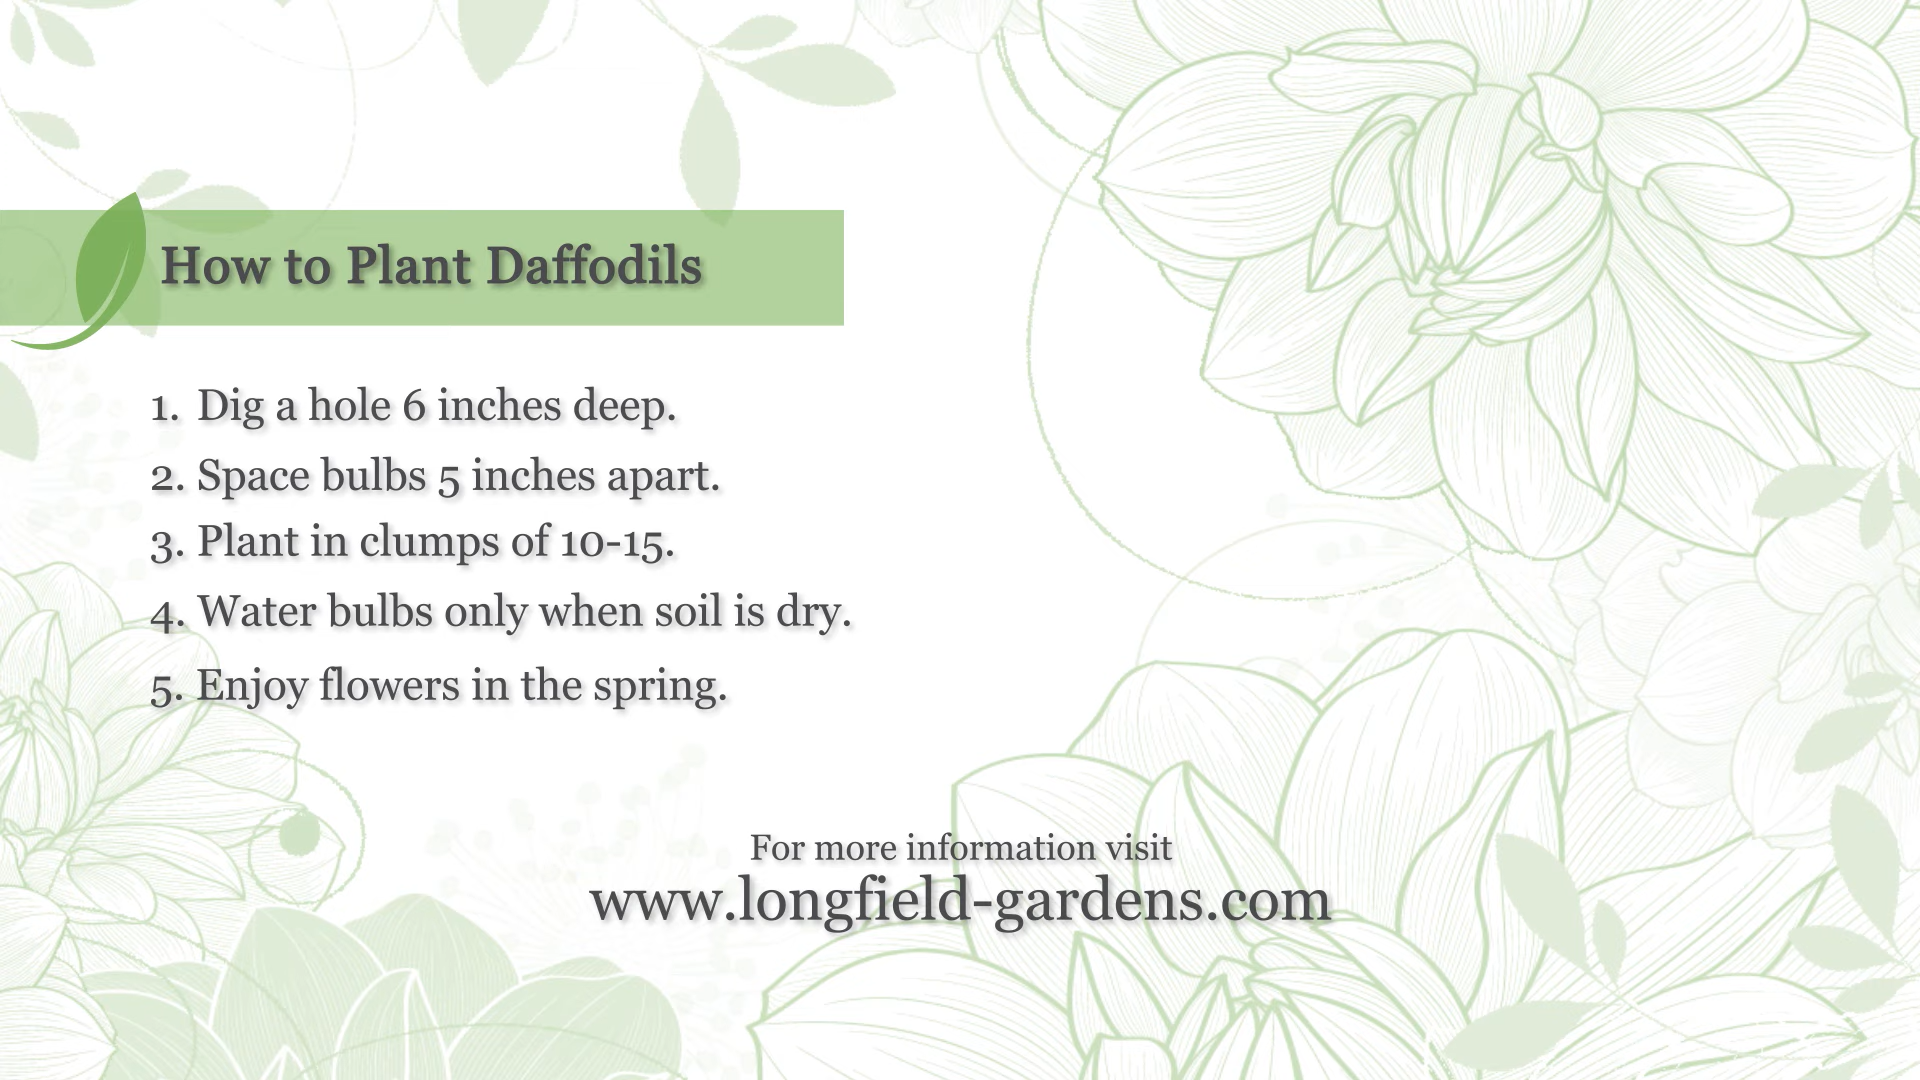 How to Plant Daffodils
1. Dig a hole 6 inches deep.
2. Space bulbs 5 inches apart.
3. Plant in clumps of 10-15.
4. Water bulbs only when soil is dry.
5. Enjoy flowers in the spring.
For more information visit
www.longfield-gardens.com